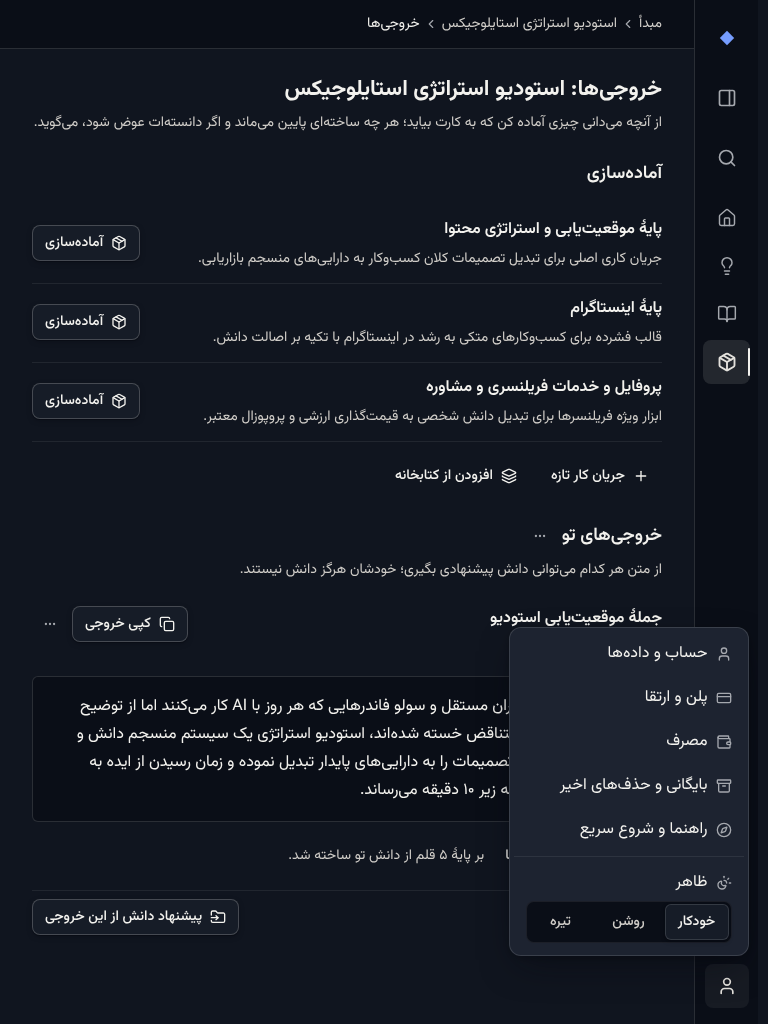 مبدأ › استودیو استراتژی استایلوجیکس › خروجی‌ها
خروجی‌ها: استودیو استراتژی استایلوجیکس
از آنچه می‌دانی چیزی آماده کن که به کارت بیاید؛ هر چه ساخته‌ای پایین می‌ماند و اگر دانسته‌ات عوض شود، می‌گوید.
آماده‌سازی
پایهٔ موقعیت‌یابی و استراتژی محتوا
جریان کاری اصلی برای تبدیل تصمیمات کلان کسب‌وکار به دارایی‌های منسجم بازاریابی.
آماده‌سازی
پایهٔ اینستاگرام
قالب فشرده برای کسب‌وکارهای متکی به رشد در اینستاگرام با تکیه بر اصالت دانش.
آماده‌سازی
پروفایل و خدمات فریلنسری و مشاوره
ابزار ویژه فریلنسرها برای تبدیل دانش شخصی به قیمت‌گذاری ارزشی و پروپوزال معتبر.
آماده‌سازی
جریان کار تازه
افزودن از کتابخانه
خروجی‌های تو
از متن هر کدام می‌توانی دانش پیشنهادی بگیری؛ خودشان هرگز دانش نیستند.
جملهٔ موقعیت‌یابی استودیو
کپی خروجی
مستقل و سولو فاندرهایی که هر روز با AI کار می‌کنند اما از توضیح
خسته شده‌اند، استودیو استراتژی یک سیستم منسجم دانش و
تصمیمات را به دارایی‌های پایدار تبدیل نموده و زمان رسیدن از ایده به
زیر ۱۰ دقیقه می‌رساند.
بر پایهٔ ۵ قلم از دانش تو ساخته شد.
پیشنهاد دانش از این خروجی
حساب و داده‌ها
پلن و ارتقا
مصرف
بایگانی و حذف‌های اخیر
راهنما و شروع سریع
ظاهر
خودکار
روشن
تیره